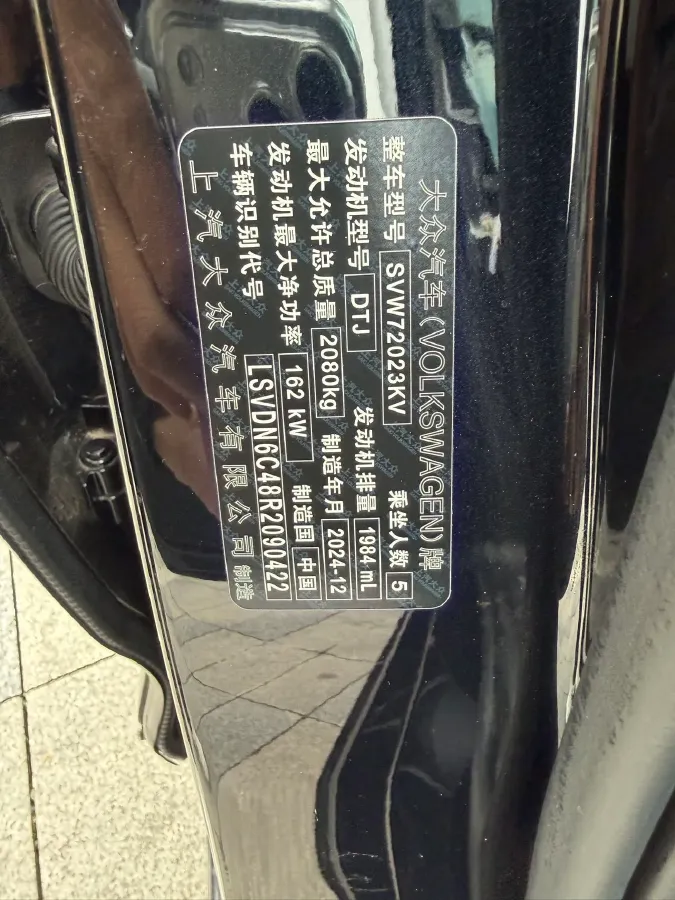 大众汽车(VOLKSWAGEN)牌
整车型号 SVW72023KV 乘坐人数 5
发动机型号 DTJ 发动机排量 1984 mL
最大允许总质量 2080kg 制造年月 2024-12
发动机最大净功率 162 kW 制造国 中国
车辆识别代号 LSVDN6C48R2090422
上汽大众汽车有限公司 制造